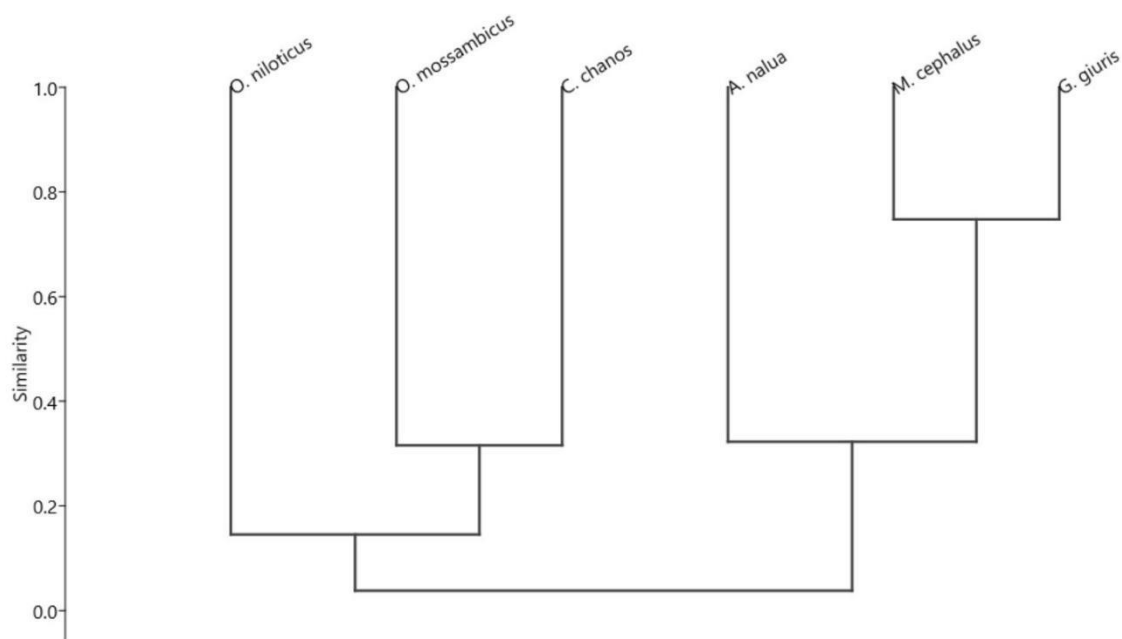 O. niloticus
O. mossambicus
C. chanos
A. nalua
M. cephalus
G. giuris
1.0
0.8
0.6
Similarity
0.4
0.2
0.0